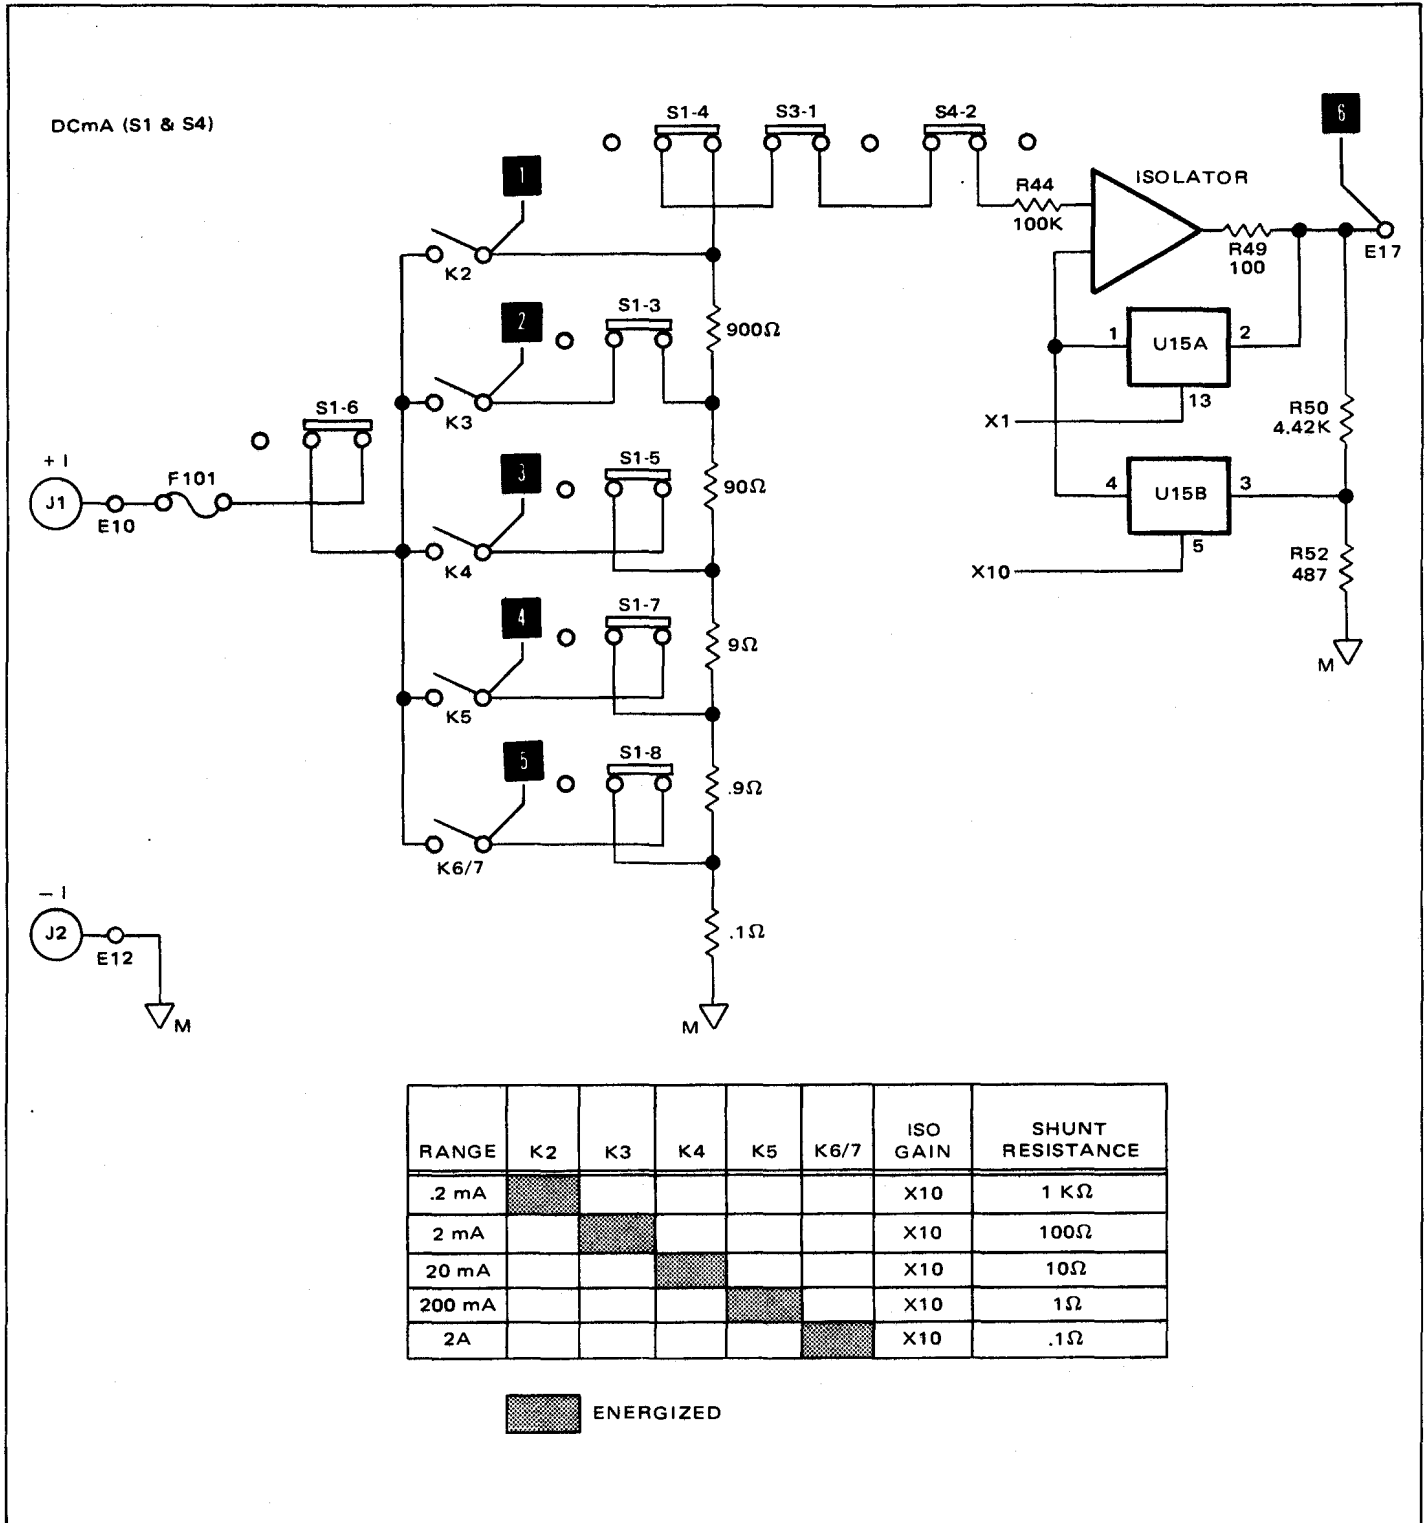 DCmA (S1 & S4)
S1-4
S3-1
S4-2
6
1
R44
100K
ISOLATOR
R49
100
E17
K2
2
S1-3
900Ω
1
U15A
2
13
K3
X1
R50
4.42K
S1-6
+ I
J1
E10
F101
3
S1-5
90Ω
4
U15B
3
5
K4
X10
R52
487
4
S1-7
9Ω
M
K5
5
S1-8
.9Ω
K6/7
– I
J2
E12
.1Ω
M
M
RANGE K2 K3 K4 K5 K6/7 ISO GAIN SHUNT RESISTANCE
.2 mA X10 1 KΩ
2 mA X10 100Ω
20 mA X10 10Ω
200 mA X10 1Ω
2A X10 .1Ω
ENERGIZED